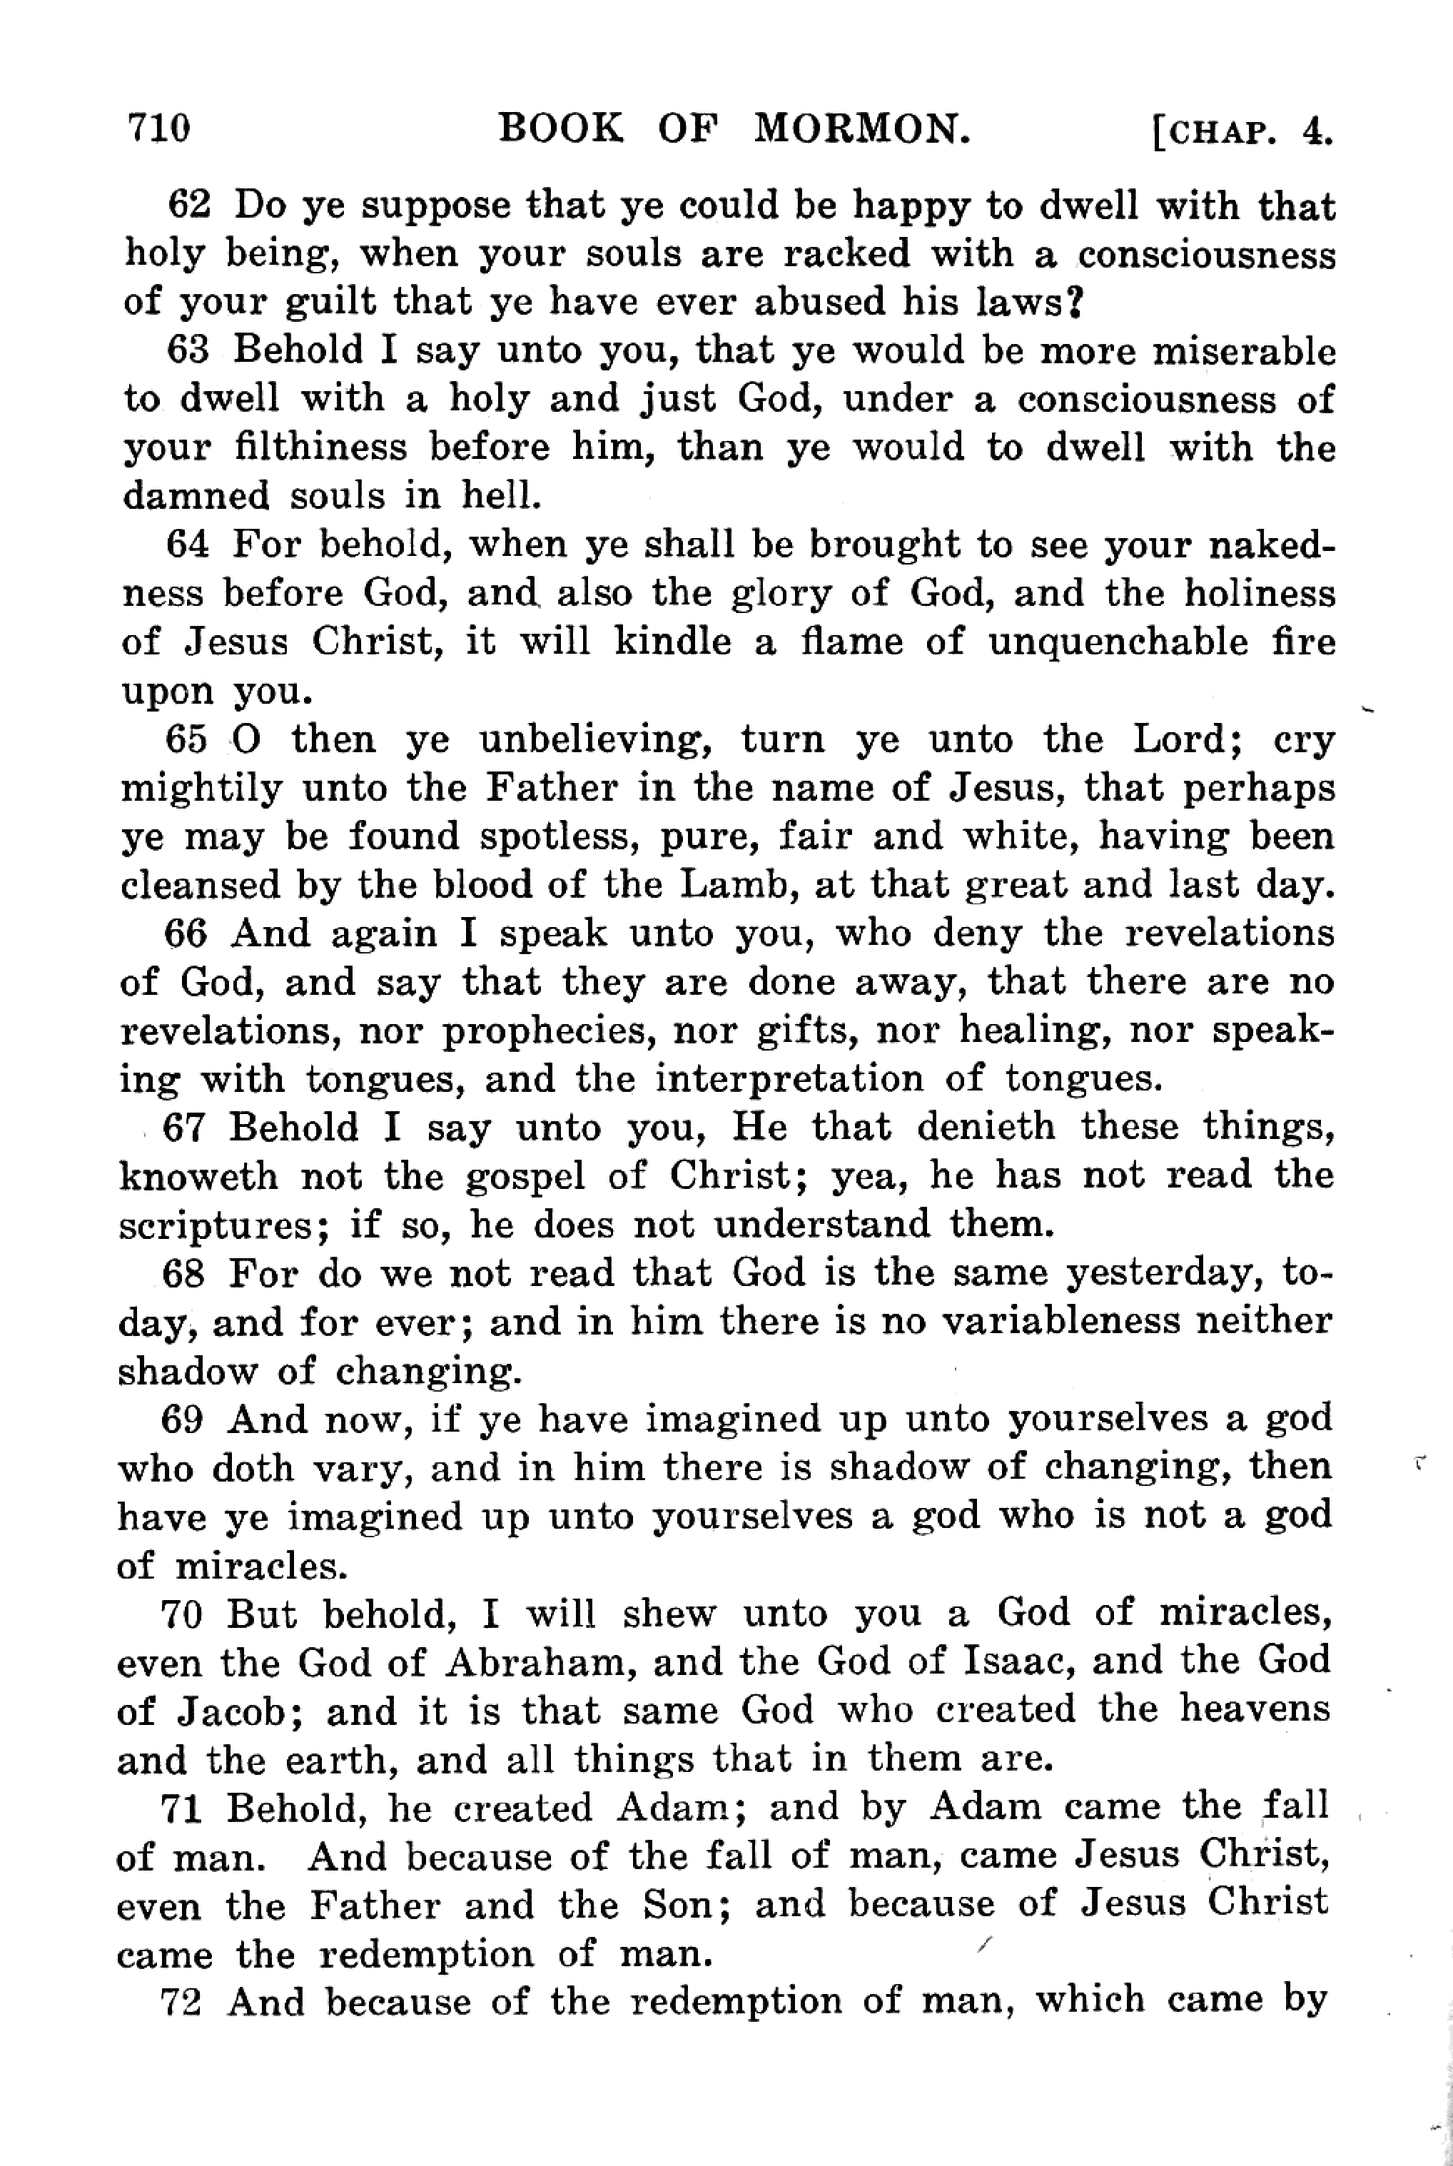 710 BOOK OF MORMON. [CHAP. 4.
62 Do ye suppose that ye could be happy to dwell with that
holy being, when your souls are racked with a consciousness
of your guilt that ye have ever abused his laws?
63 Behold I say unto you, that ye would be more miserable
to dwell with a holy and just God, under a consciousness of
your filthiness before him, than ye would to dwell with the
damned souls in hell.
64 For behold, when ye shall be brought to see your naked-
ness before God, and also the glory of God, and the holiness
of Jesus Christ, it will kindle a flame of unquenchable fire
upon you.
65 O then ye unbelieving, turn ye unto the Lord; cry
mightily unto the Father in the name of Jesus, that perhaps
ye may be found spotless, pure, fair and white, having been
cleansed by the blood of the Lamb, at that great and last day.
66 And again I speak unto you, who deny the revelations
of God, and say that they are done away, that there are no
revelations, nor prophecies, nor gifts, nor healing, nor speak-
ing with tongues, and the interpretation of tongues.
67 Behold I say unto you, He that denieth these things,
knoweth not the gospel of Christ; yea, he has not read the
scriptures; if so, he does not understand them.
68 For do we not read that God is the same yesterday, to-
day, and for ever; and in him there is no variableness neither
shadow of changing.
69 And now, if ye have imagined up unto yourselves a god
who doth vary, and in him there is shadow of changing, then
have ye imagined up unto yourselves a god who is not a god
of miracles.
70 But behold, I will shew unto you a God of miracles,
even the God of Abraham, and the God of Isaac, and the God
of Jacob; and it is that same God who created the heavens
and the earth, and all things that in them are.
71 Behold, he created Adam; and by Adam came the fall
of man. And because of the fall of man, came Jesus Christ,
even the Father and the Son; and because of Jesus Christ
came the redemption of man.
72 And because of the redemption of man, which came by